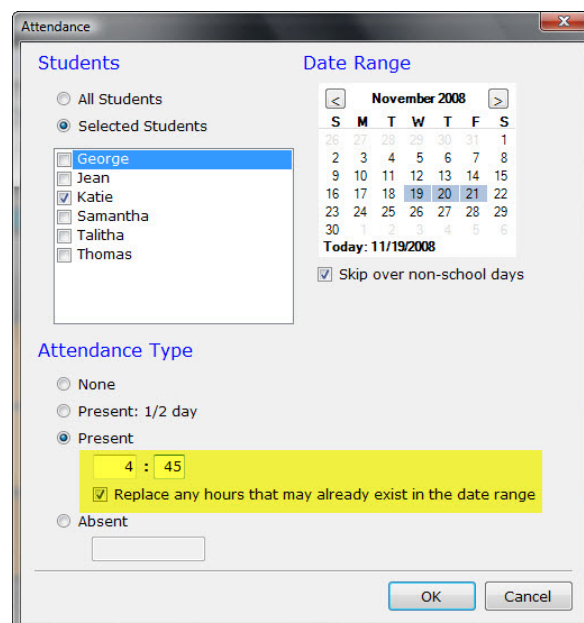 Attendance
Students
All Students
Selected Students
George
Jean
Katie
Samantha
Talitha
Thomas
Date Range
< November 2008 >
S M T W T F S
26 27 28 29 30 31 1
2 3 4 5 6 7 8
9 10 11 12 13 14 15
16 17 18 19 20 21 22
23 24 25 26 27 28 29
30 1 2 3 4 5 6
Today: 11/19/2008
Skip over non-school days
Attendance Type
None
Present: 1/2 day
Present
4 : 45
Replace any hours that may already exist in the date range
Absent
OK Cancel